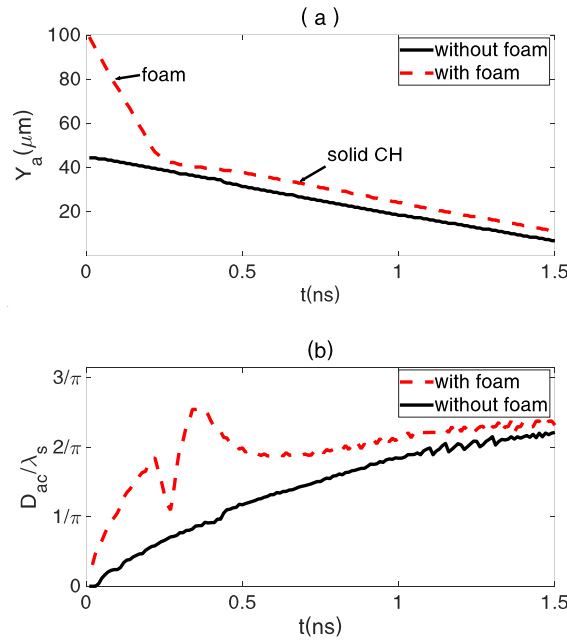 ( a )
100
80
60
40
20
Y_a(μm)
foam
solid CH
without foam
with foam
0
0.5
1
1.5
t(ns)
(b)
3/π
2/π
1/π
0
D_ac/λ_s
with foam
without foam
0
0.5
1
1.5
t(ns)